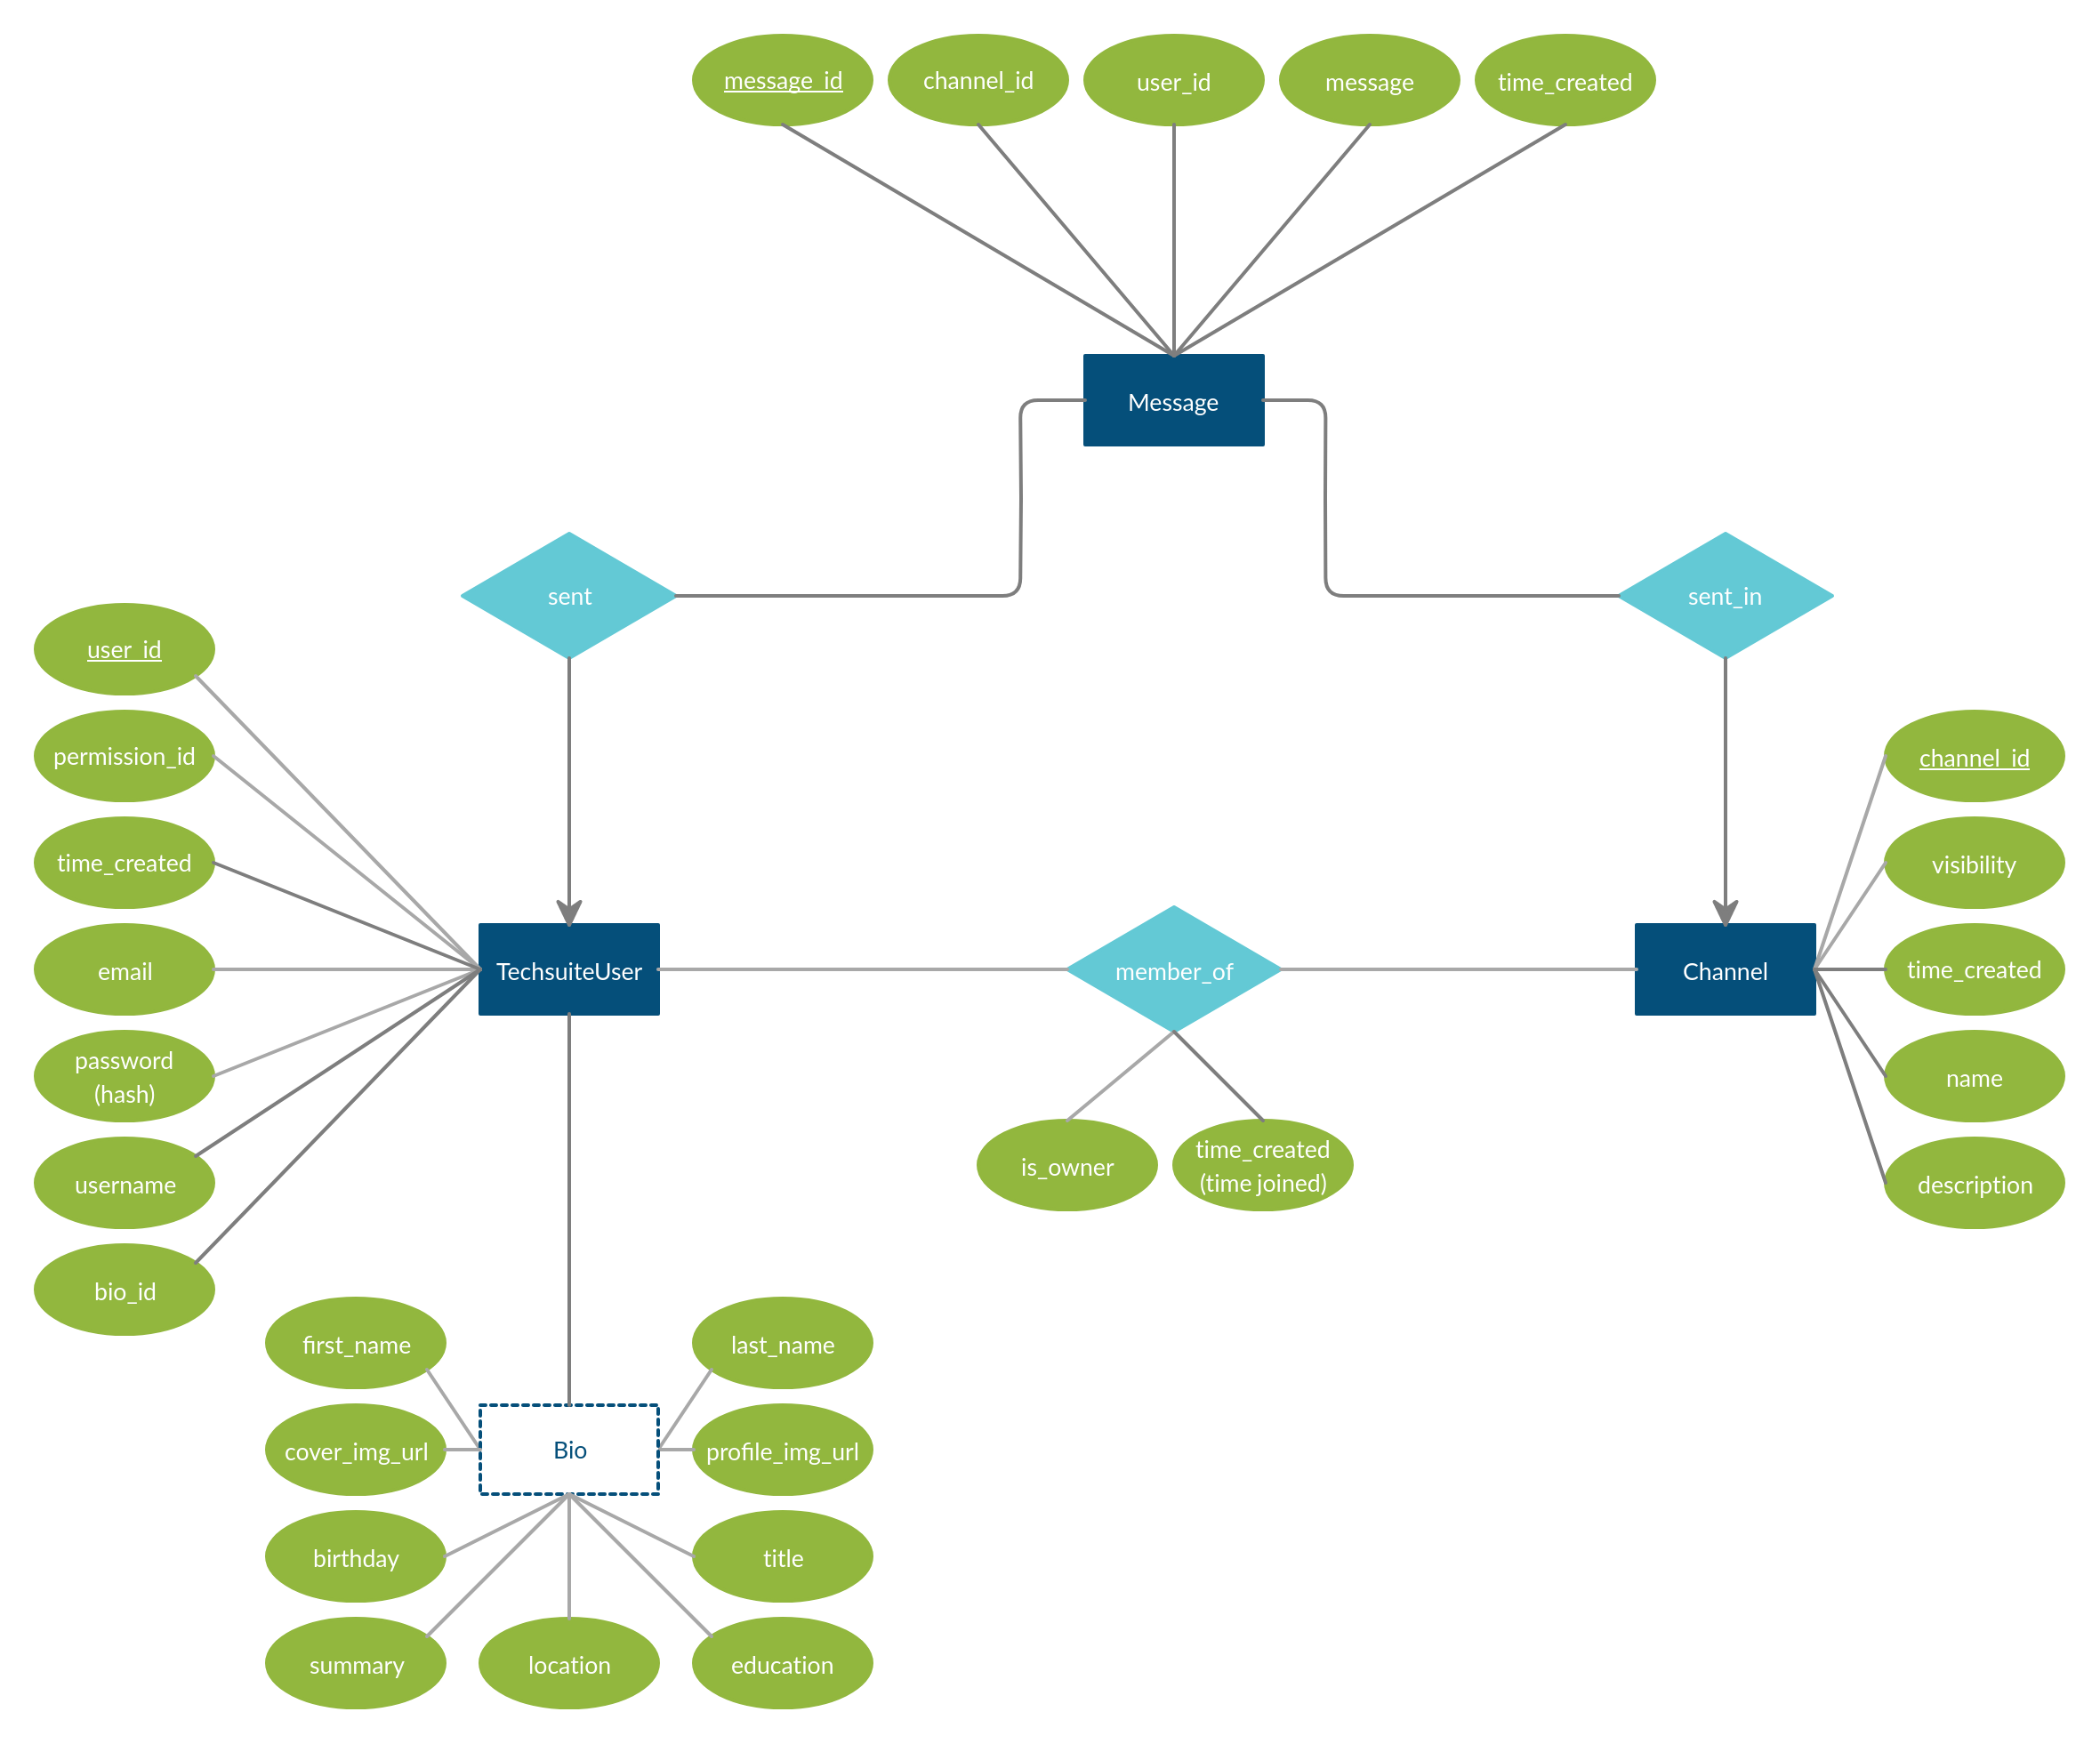 message_id
channel_id
user_id
message
time_created
Message
sent
sent_in
user_id
permission_id
time_created
email
password
(hash)
username
bio_id
TechsuiteUser
member_of
Channel
channel_id
visibility
time_created
name
description
is_owner
time_created
(time joined)
first_name
last_name
cover_img_url
Bio
profile_img_url
birthday
title
summary
location
education